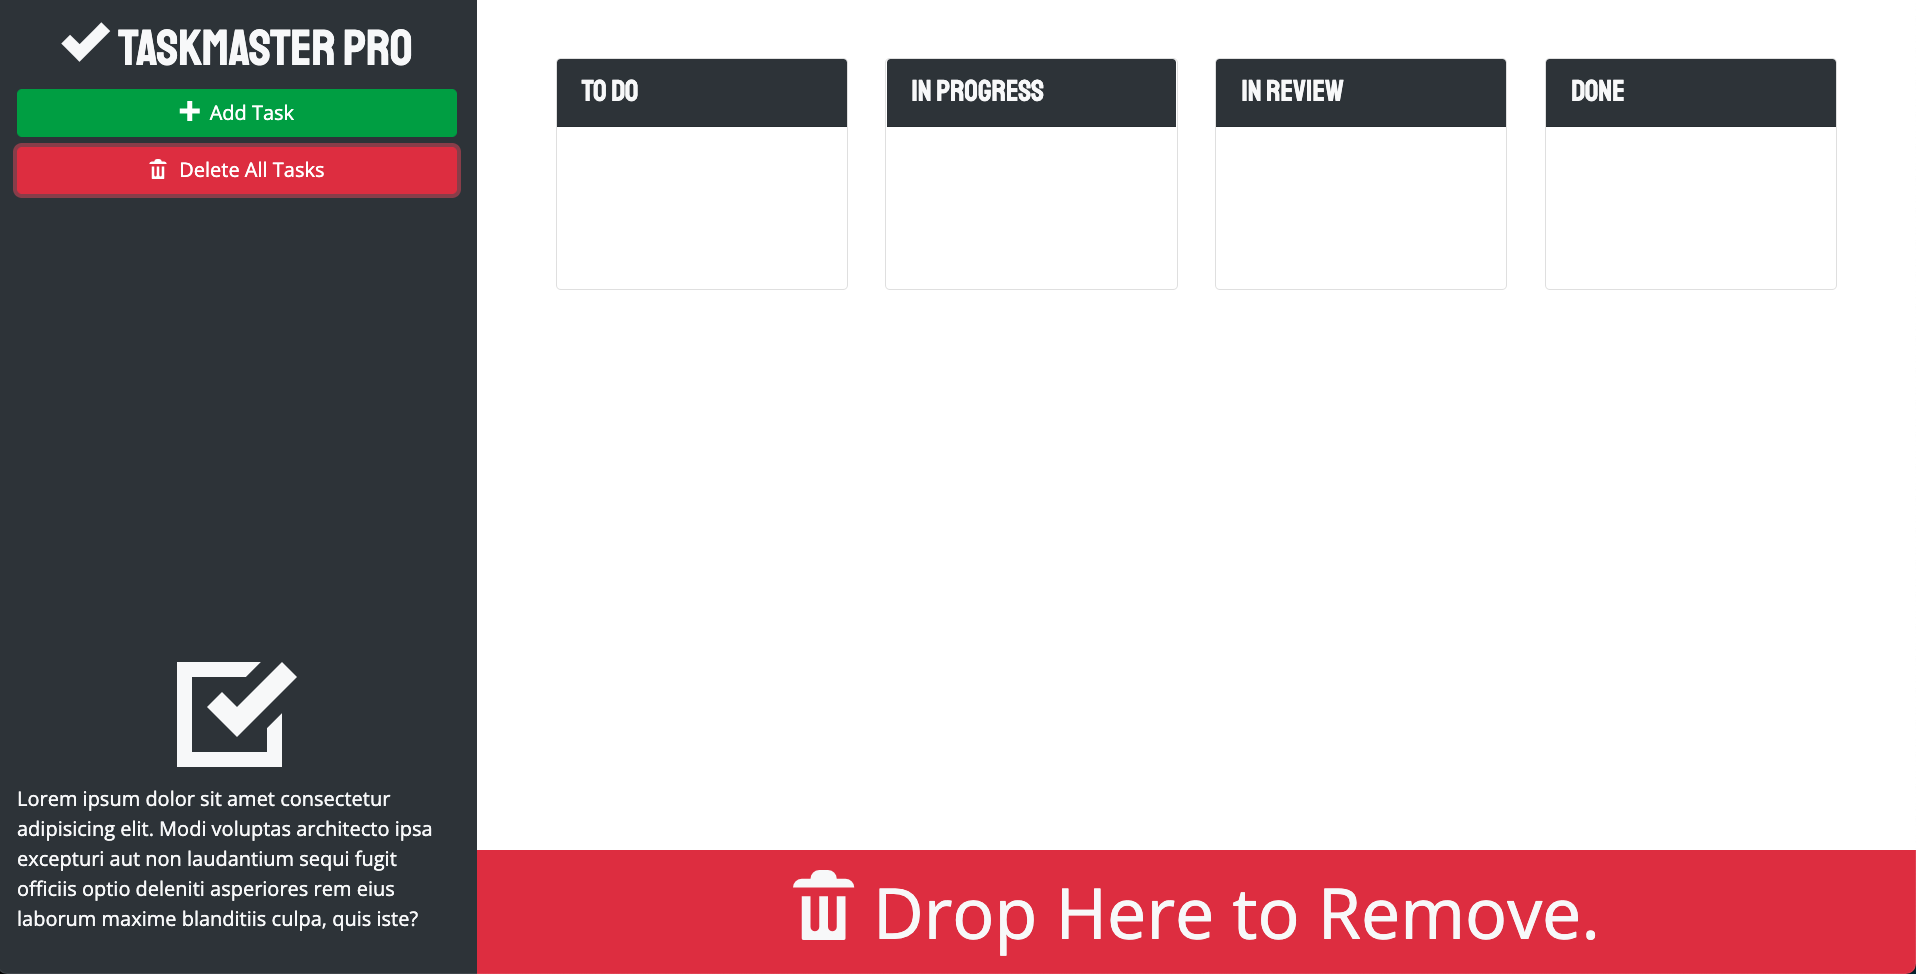 TASKMASTER PRO
Add Task
Delete All Tasks
Lorem ipsum dolor sit amet consectetur
adipisicing elit. Modi voluptas architecto ipsa
excepturi aut non laudantium sequi fugit
officiis optio deleniti asperiores rem eius
laborum maxime blanditiis culpa, quis iste?
TO DO
IN PROGRESS
IN REVIEW
DONE
Drop Here to Remove.